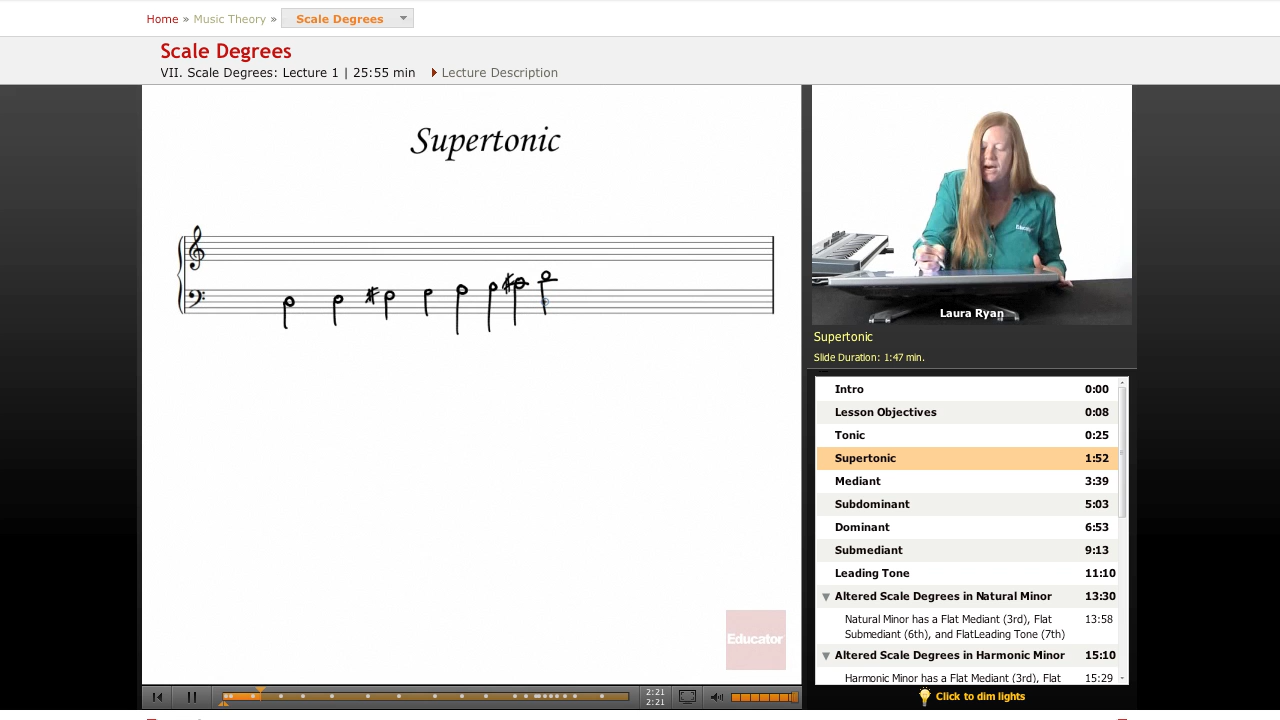 Home » Music Theory » Scale Degrees
Scale Degrees
VII. Scale Degrees: Lecture 1 | 25:55 min Lecture Description
Supertonic
Educator
Laura Ryan
Supertonic
Slide Duration: 1:47 min.
Intro 0:00
Lesson Objectives 0:08
Tonic 0:25
Supertonic 1:52
Mediant 3:39
Subdominant 5:03
Dominant 6:53
Submediant 9:13
Leading Tone 11:10
Altered Scale Degrees in Natural Minor 13:30
Natural Minor has a Flat Mediant (3rd), Flat 13:58
Submediant (6th), and FlatLeading Tone (7th)
Altered Scale Degrees in Harmonic Minor 15:10
Harmonic Minor has a Flat Mediant (3rd), Flat 15:29
2:21
2:21
Click to dim lights